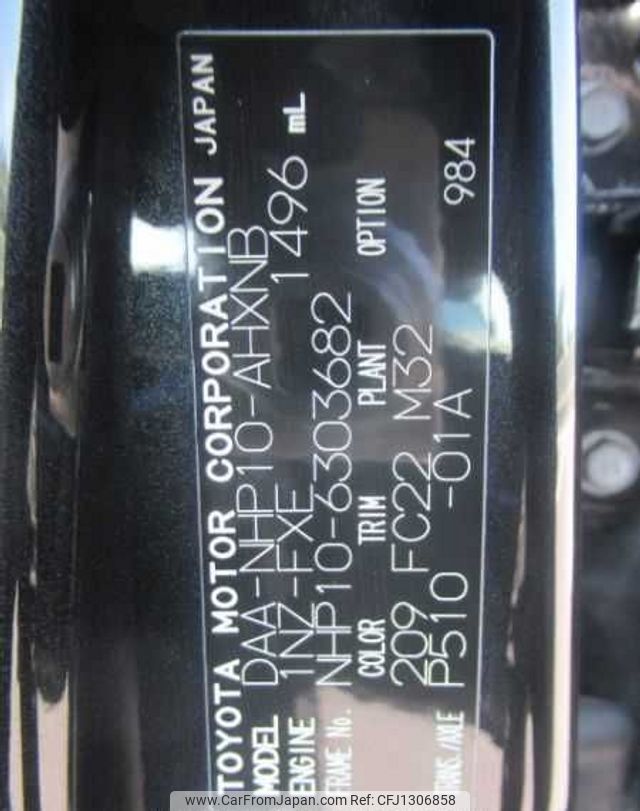 TOYOTA MOTOR CORPORATION JAPAN
MODEL DAA-NHP10-AHXNB
ENGINE 1NZ-FXE 1496 mL
FRAME No. NHP10-6303682
COLOR TRIM PLANT OPTION
209 FC22 M32 984
TRANS./AXLE P510 -01A
www.CarFromJapan.com | CFJ1306858